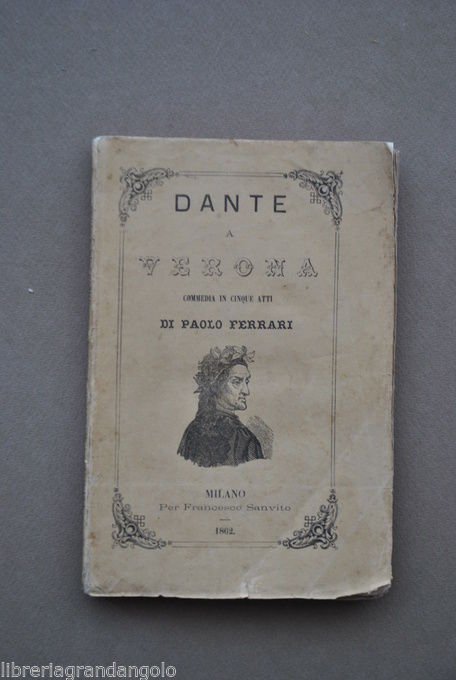 DANTE
A
VERONA
COMMEDIA IN CINQUE ATTI
DI PAOLO FERRARI
MILANO
Per Francesco Sanvito
1862.
libreriagrandangolo